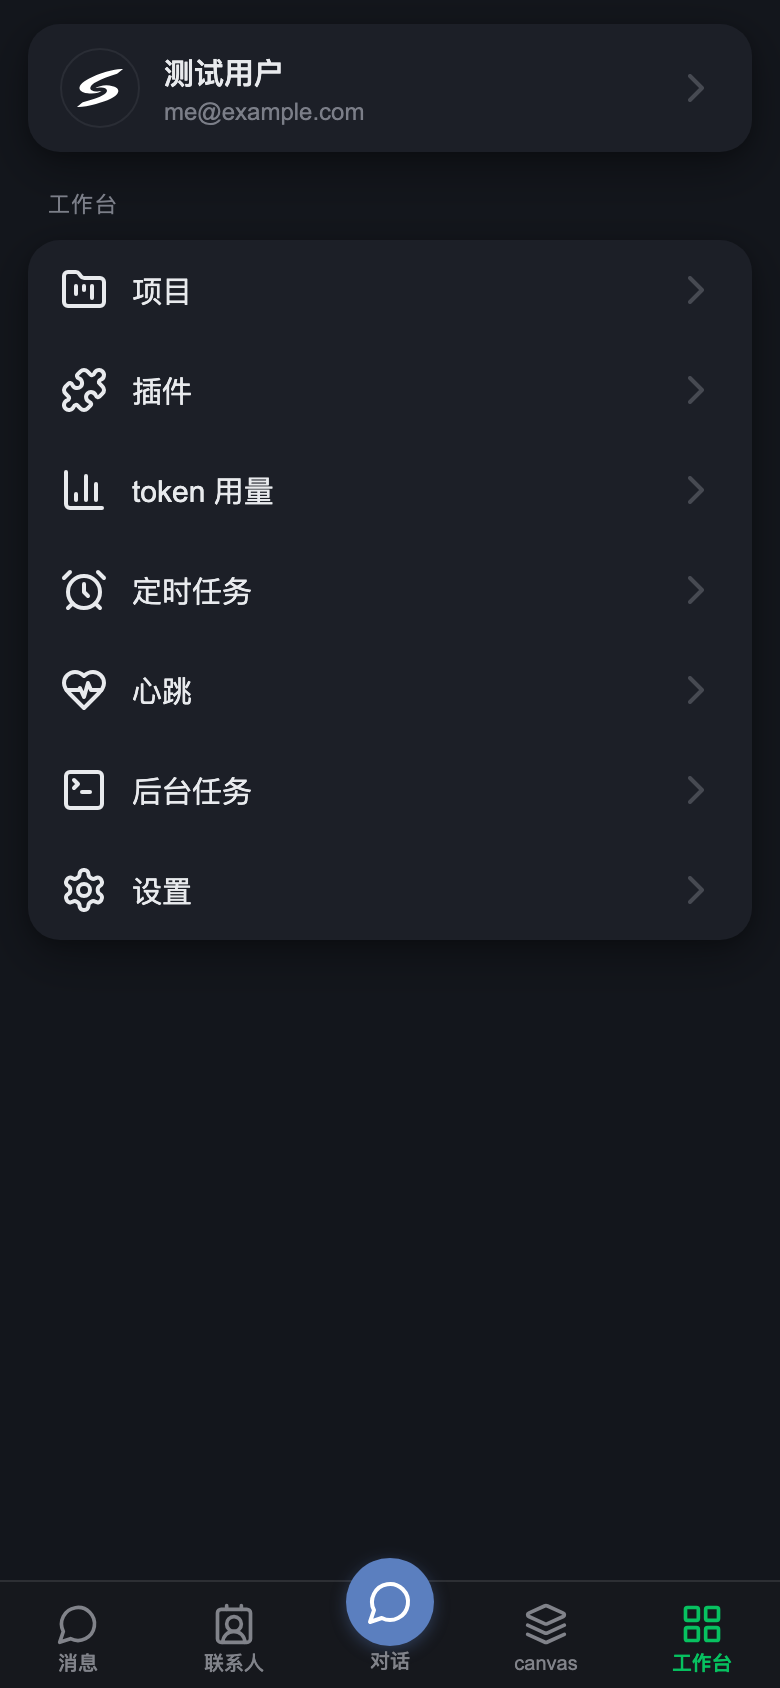 测试用户
me@example.com
工作台
项目
插件
token 用量
定时任务
心跳
后台任务
设置
消息
联系人
对话
canvas
工作台